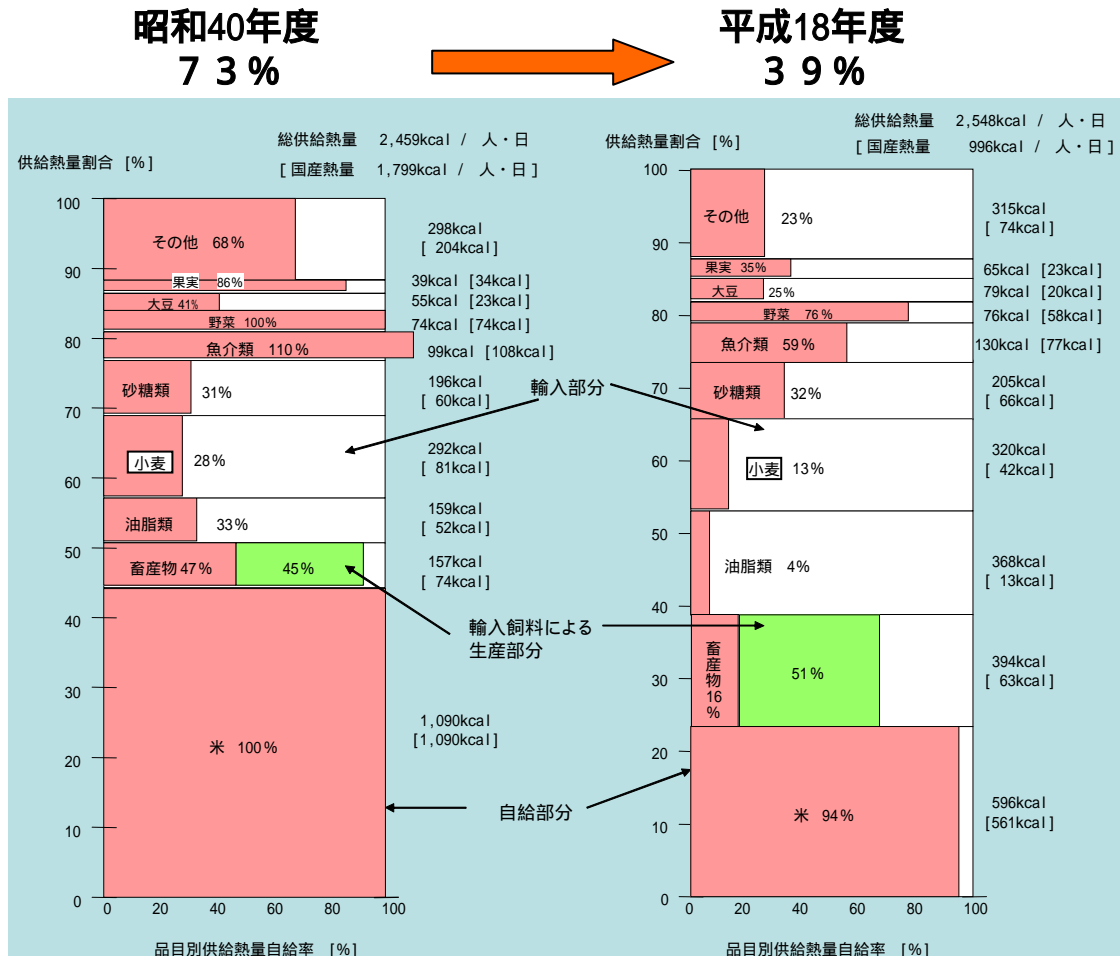 昭和40年度
73%
平成18年度
39%
総供給熱量 2,459kcal / 人・日
[国産熱量 1,799kcal / 人・日]
供給熱量割合 [%]
100
90
80
70
60
50
40
30
20
10
0
その他 68%
果実 86%
大豆 41%
野菜 100%
魚介類 110%
砂糖類 31%
小麦 28%
油脂類 33%
畜産物 47% 45%
米 100%
298kcal
[ 204kcal]
39kcal [34kcal]
55kcal [23kcal]
74kcal [74kcal]
99kcal [108kcal]
196kcal
[ 60kcal]
292kcal
[ 81kcal]
159kcal
[ 52kcal]
157kcal
[ 74kcal]
1,090kcal
[1,090kcal]
0 20 40 60 80 100
品目別供給熱量自給率 [%]
輸入部分
輸入飼料による
生産部分
自給部分
総供給熱量 2,548kcal / 人・日
[国産熱量 996kcal / 人・日]
供給熱量割合 [%]
100
90
80
70
60
50
40
30
20
10
0
その他 23%
果実 35%
大豆 25%
野菜 76%
魚介類 59%
砂糖類 32%
小麦 13%
油脂類 4%
畜産物16%
51%
米 94%
315kcal
[ 74kcal]
65kcal [23kcal]
79kcal [20kcal]
76kcal [58kcal]
130kcal [77kcal]
205kcal
[ 66kcal]
320kcal
[ 42kcal]
368kcal
[ 13kcal]
394kcal
[ 63kcal]
596kcal
[561kcal]
0 20 40 60 80 100
品目別供給熱量自給率 [%]